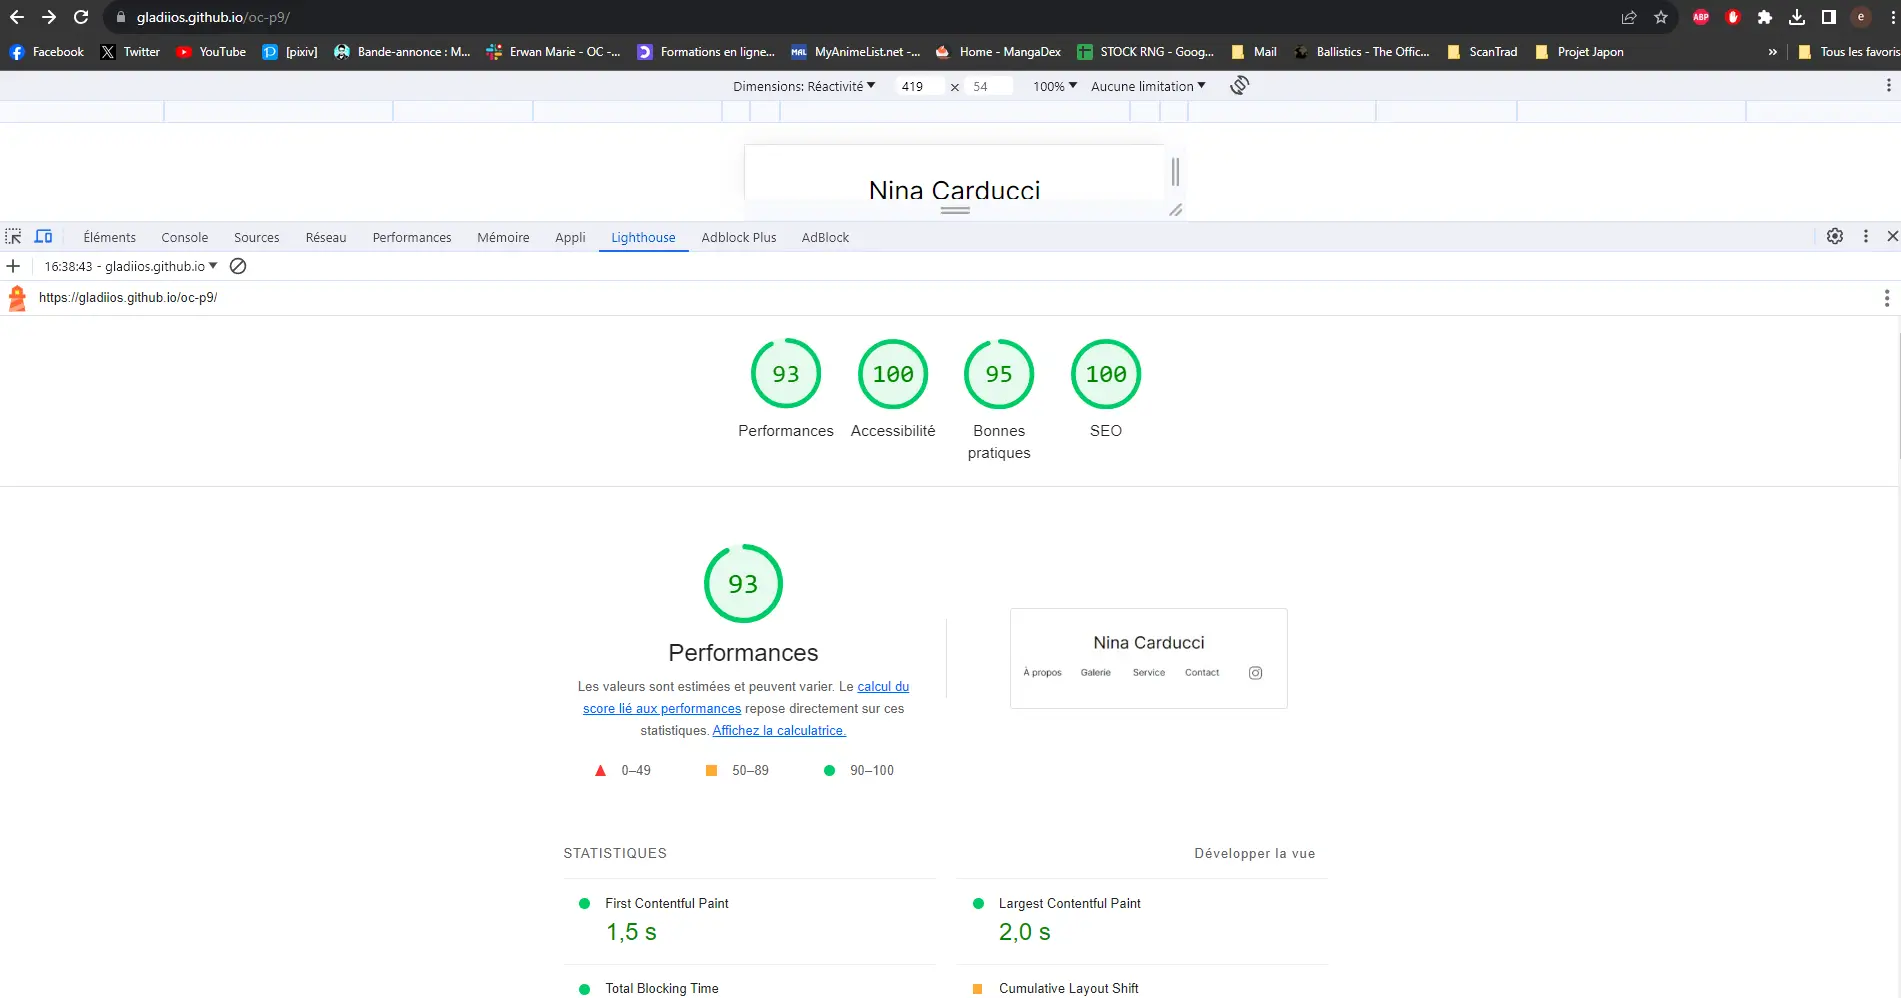 gladiios.github.io/oc-p9/
ABP
e
Facebook Twitter YouTube [pixiv] Bande-annonce : M... Erwan Marie - OC -... Formations en ligne... MAL MyAnimeList.net -... Home - MangaDex STOCK RNG - Goog... Mail Ballistics - The Offic... ScanTrad Projet Japon » Tous les favoris
Dimensions: Réactivité 419 × 54 100% Aucune limitation
Nina Carducci
Éléments Console Sources Réseau Performances Mémoire Appli Lighthouse Adblock Plus AdBlock
16:38:43 - gladiios.github.io
https://gladiios.github.io/oc-p9/
93 100 95 100
Performances Accessibilité Bonnes pratiques SEO
93
Performances
Les valeurs sont estimées et peuvent varier. Le calcul du
score lié aux performances repose directement sur ces
statistiques. Affichez la calculatrice.
0–49 50–89 90–100
Nina Carducci
À propos Galerie Service Contact
STATISTIQUES Développer la vue
First Contentful Paint
1,5 s
Largest Contentful Paint
2,0 s
Total Blocking Time
Cumulative Layout Shift